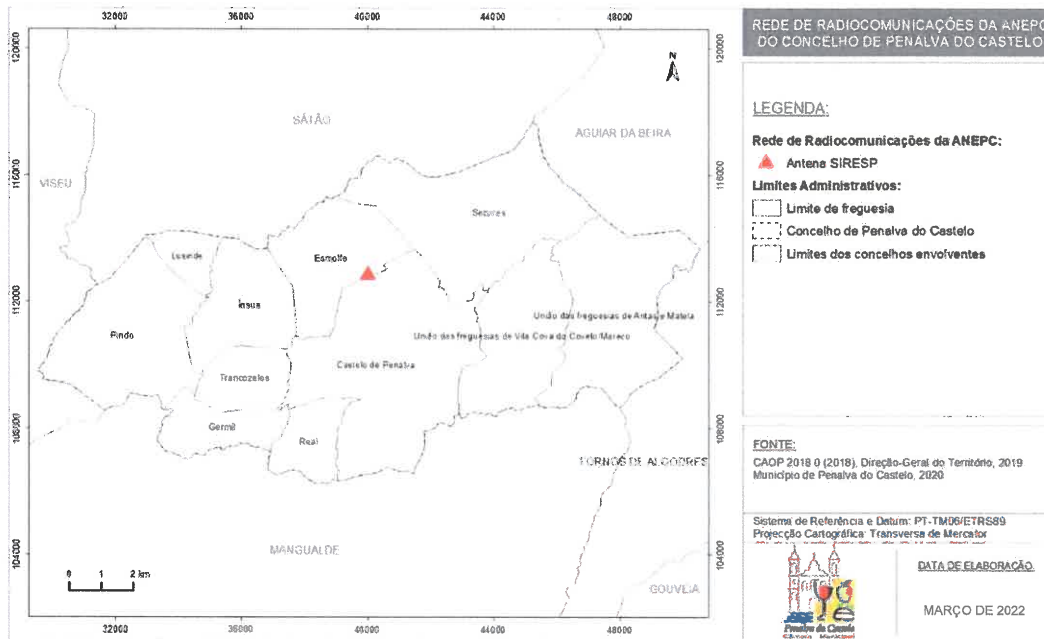 32000 36000 40000 44000 48000
REDE DE RADIOCOMUNICAÇÕES DA ANEPC
DO CONCELHO DE PENALVA DO CASTELO
120000 120000
N
LEGENDA:
SÁTÃO
AGUIAR DA BEIRA
Rede de Radiocomunicações da ANEPC:
Antena SIRESP
116000 116000
VISEU
Limites Administrativos:
Limite de freguesia
Sezures
Concelho de Penalva do Castelo
Lusinde
Esmolfe
Limites dos concelhos envolventes
112000 112000
Ínsua
União das freguesias de Antas e Matela
Pindo
União das freguesias de Vila Cova do Covelo/Mareco
Castelo de Penalva
Trancozelos
108000 108000
Germil
Real
FONTE:
FORNOS DE ALGODRES
CAOP 2018.0 (2018), Direção-Geral do Território, 2019
Município de Penalva do Castelo, 2020
Sistema de Referência e Datum: PT-TM06/ETRS89
Projecção Cartográfica: Transversa de Mercator
MANGUALDE
104000 104000
DATA DE ELABORAÇÃO:
0 1 2 km
GOUVEIA
MARÇO DE 2022
Penalva do Castelo
Câmara Municipal
32000 36000 40000 44000 48000